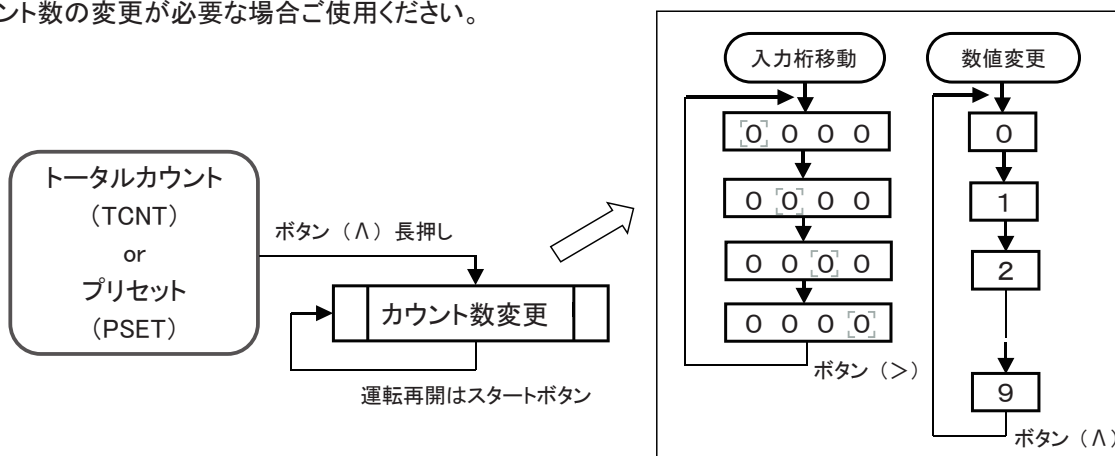 ント数の変更が必要な場合ご使用ください。
トータルカウント
(TCNT)
or
プリセット
(PSET)
ボタン（Λ）長押し
カウント数変更
運転再開はスタートボタン
入力桁移動
0 0 0 0
0 0 0 0
0 0 0 0
0 0 0 0
ボタン（＞）
数値変更
0
1
2
9
ボタン（Λ）